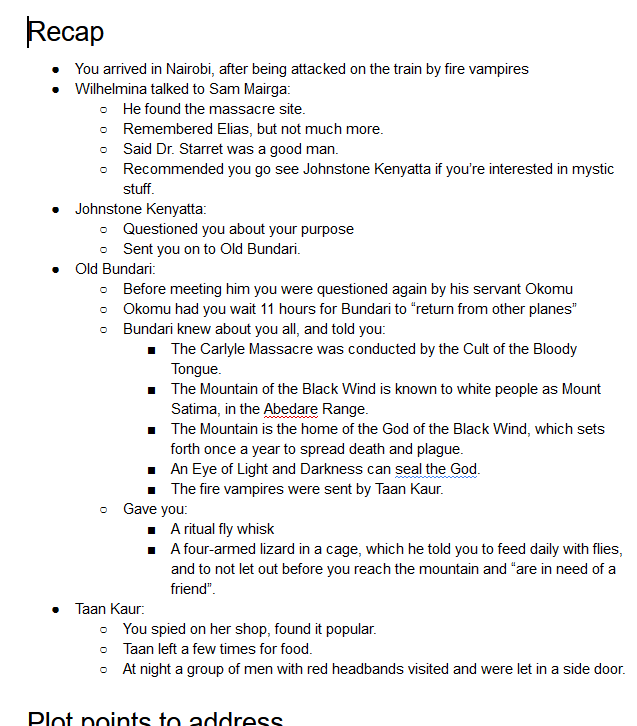 Recap
● You arrived in Nairobi, after being attacked on the train by fire vampires
● Wilhelmina talked to Sam Mairga:
○ He found the massacre site.
○ Remembered Elias, but not much more.
○ Said Dr. Starret was a good man.
○ Recommended you go see Johnstone Kenyatta if you're interested in mystic
stuff.
● Johnstone Kenyatta:
○ Questioned you about your purpose
○ Sent you on to Old Bundari.
● Old Bundari:
○ Before meeting him you were questioned again by his servant Okomu
○ Okomu had you wait 11 hours for Bundari to “return from other planes”
○ Bundari knew about you all, and told you:
■ The Carlyle Massacre was conducted by the Cult of the Bloody
Tongue.
■ The Mountain of the Black Wind is known to white people as Mount
Satima, in the Abedare Range.
■ The Mountain is the home of the God of the Black Wind, which sets
forth once a year to spread death and plague.
■ An Eye of Light and Darkness can seal the God.
■ The fire vampires were sent by Taan Kaur.
○ Gave you:
■ A ritual fly whisk
■ A four-armed lizard in a cage, which he told you to feed daily with flies,
and to not let out before you reach the mountain and “are in need of a
friend”.
● Taan Kaur:
○ You spied on her shop, found it popular.
○ Taan left a few times for food.
○ At night a group of men with red headbands visited and were let in a side door.
Plot points to address